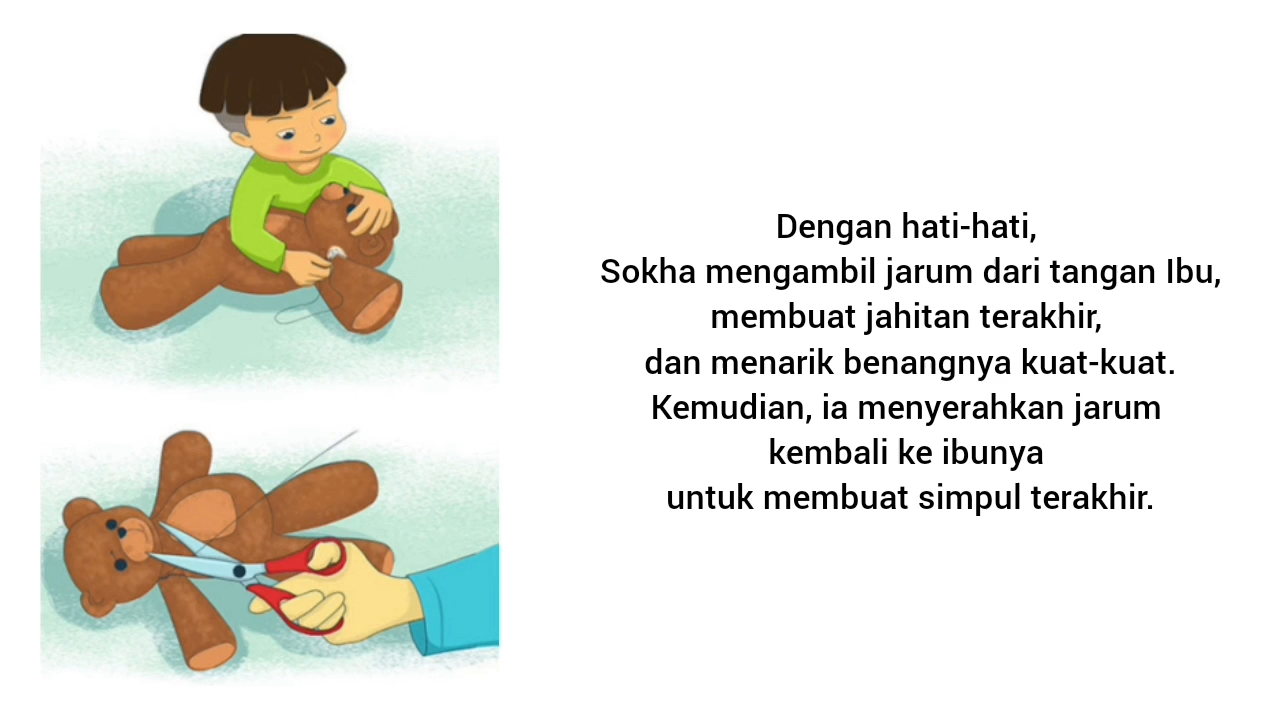 Dengan hati-hati,
Sokha mengambil jarum dari tangan Ibu,
membuat jahitan terakhir,
dan menarik benangnya kuat-kuat.
Kemudian, ia menyerahkan jarum
kembali ke ibunya
untuk membuat simpul terakhir.